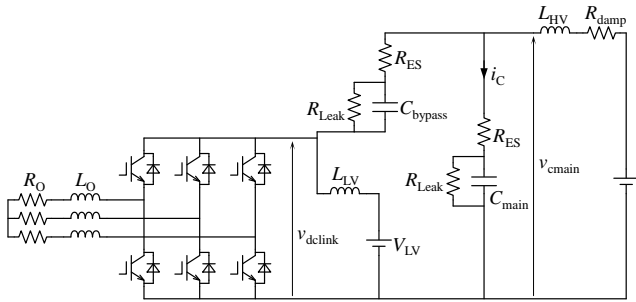 L_HV R_damp
R_ES
i_C
R_Leak C_bypass
R_ES
v_cmain
R_O L_O
L_LV
R_Leak
C_main
v_dclink
V_LV